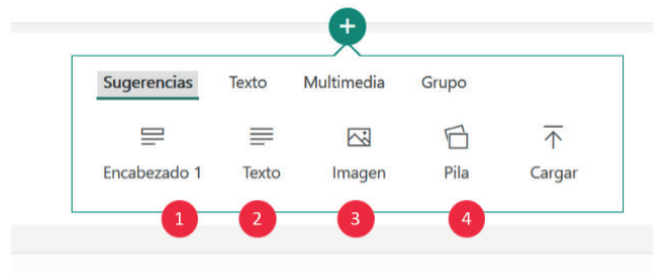 +
Sugerencias Texto Multimedia Grupo
Encabezado 1 Texto Imagen Pila Cargar
1 2 3 4